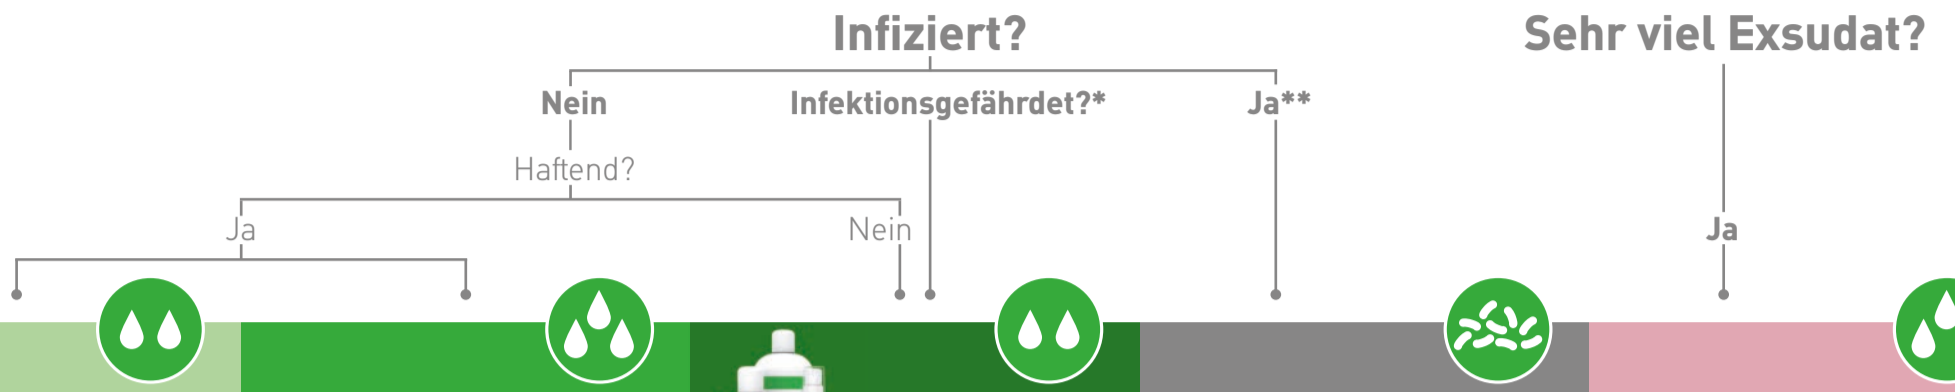 Infiziert?
Sehr viel Exsudat?
Nein
Infektionsgefährdet?*
Ja**
Haftend?
Ja
Nein
Ja